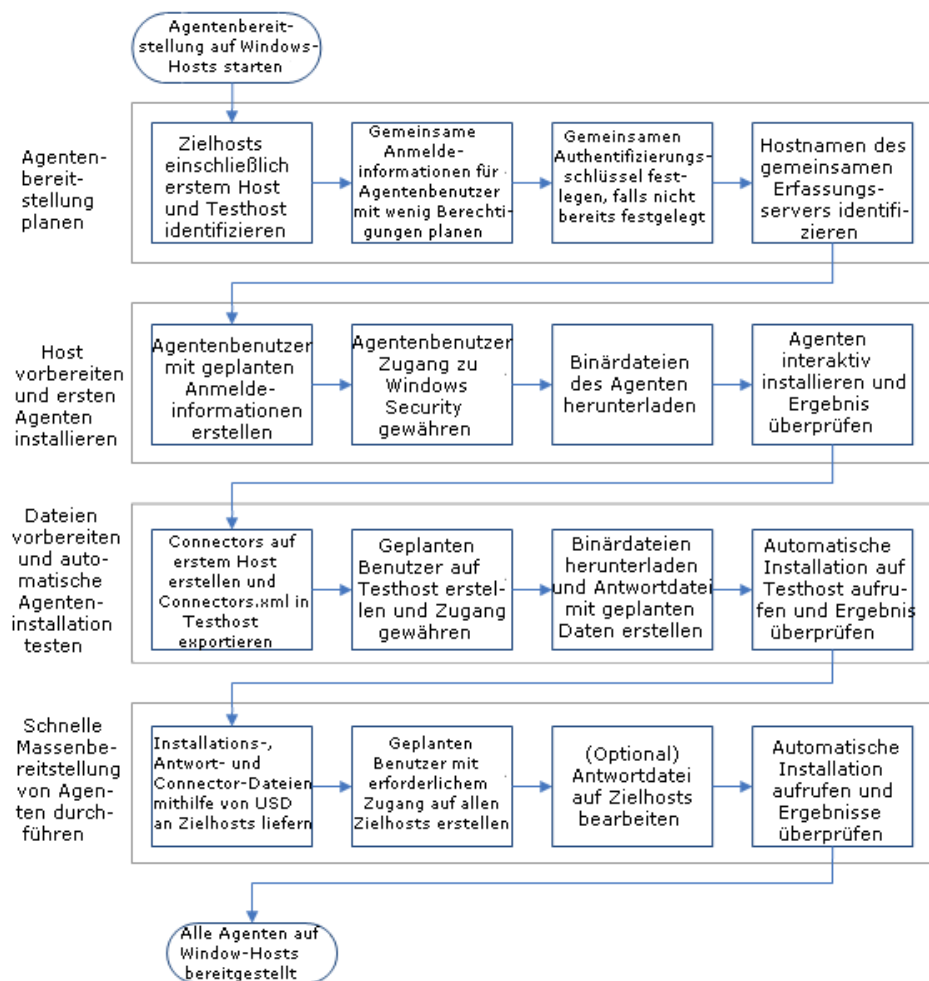 Agentenbereit-
stellung auf Windows-
Hosts starten
Agenten-
bereit-
stellung
planen
Zielhosts
einschließlich
erstem Host
und Testhost
identifizieren
Gemeinsame
Anmelde-
informationen für
Agentenbenutzer
mit wenig Berechti-
gungen planen
Gemeinsamen
Authentifizierungs-
schlüssel fest-
legen, falls nicht
bereits festgelegt
Hostnamen des
gemeinsamen
Erfassungs-
servers identifi-
zieren
Host
vorbereiten
und ersten
Agenten
installieren
Agentenbenutzer
mit geplanten
Anmelde-
informationen
erstellen
Agentenbenutzer
Zugang zu
Windows
Security
gewähren
Binärdateien
des Agenten
herunterladen
Agenten
interaktiv
installieren und
Ergebnis
überprüfen
Dateien
vorbereiten
und auto-
matische
Agenten-
installation
testen
Connectors auf
erstem Host
erstellen und
Connectors.xml in
Testhost
exportieren
Geplanten
Benutzer auf
Testhost erstel-
len und Zugang
gewähren
Binärdateien
herunterladen
und Antwortdatei
mit geplanten
Daten erstellen
Automatische
Installation auf
Testhost aufru-
fen und Ergebnis
überprüfen
Schnelle
Massenbe-
reitstellung
von Agen-
ten durch-
führen
Installations-,
Antwort- und
Connector-Dateien
mithilfe von USD
an Zielhosts liefern
Geplanten
Benutzer mit
erforderlichem
Zugang auf allen
Zielhosts erstellen
(Optional)
Antwortdatei
auf Zielhosts
bearbeiten
Automatische
Installation
aufrufen und
Ergebnisse
überprüfen
Alle Agenten auf
Window-Hosts
bereitgestellt